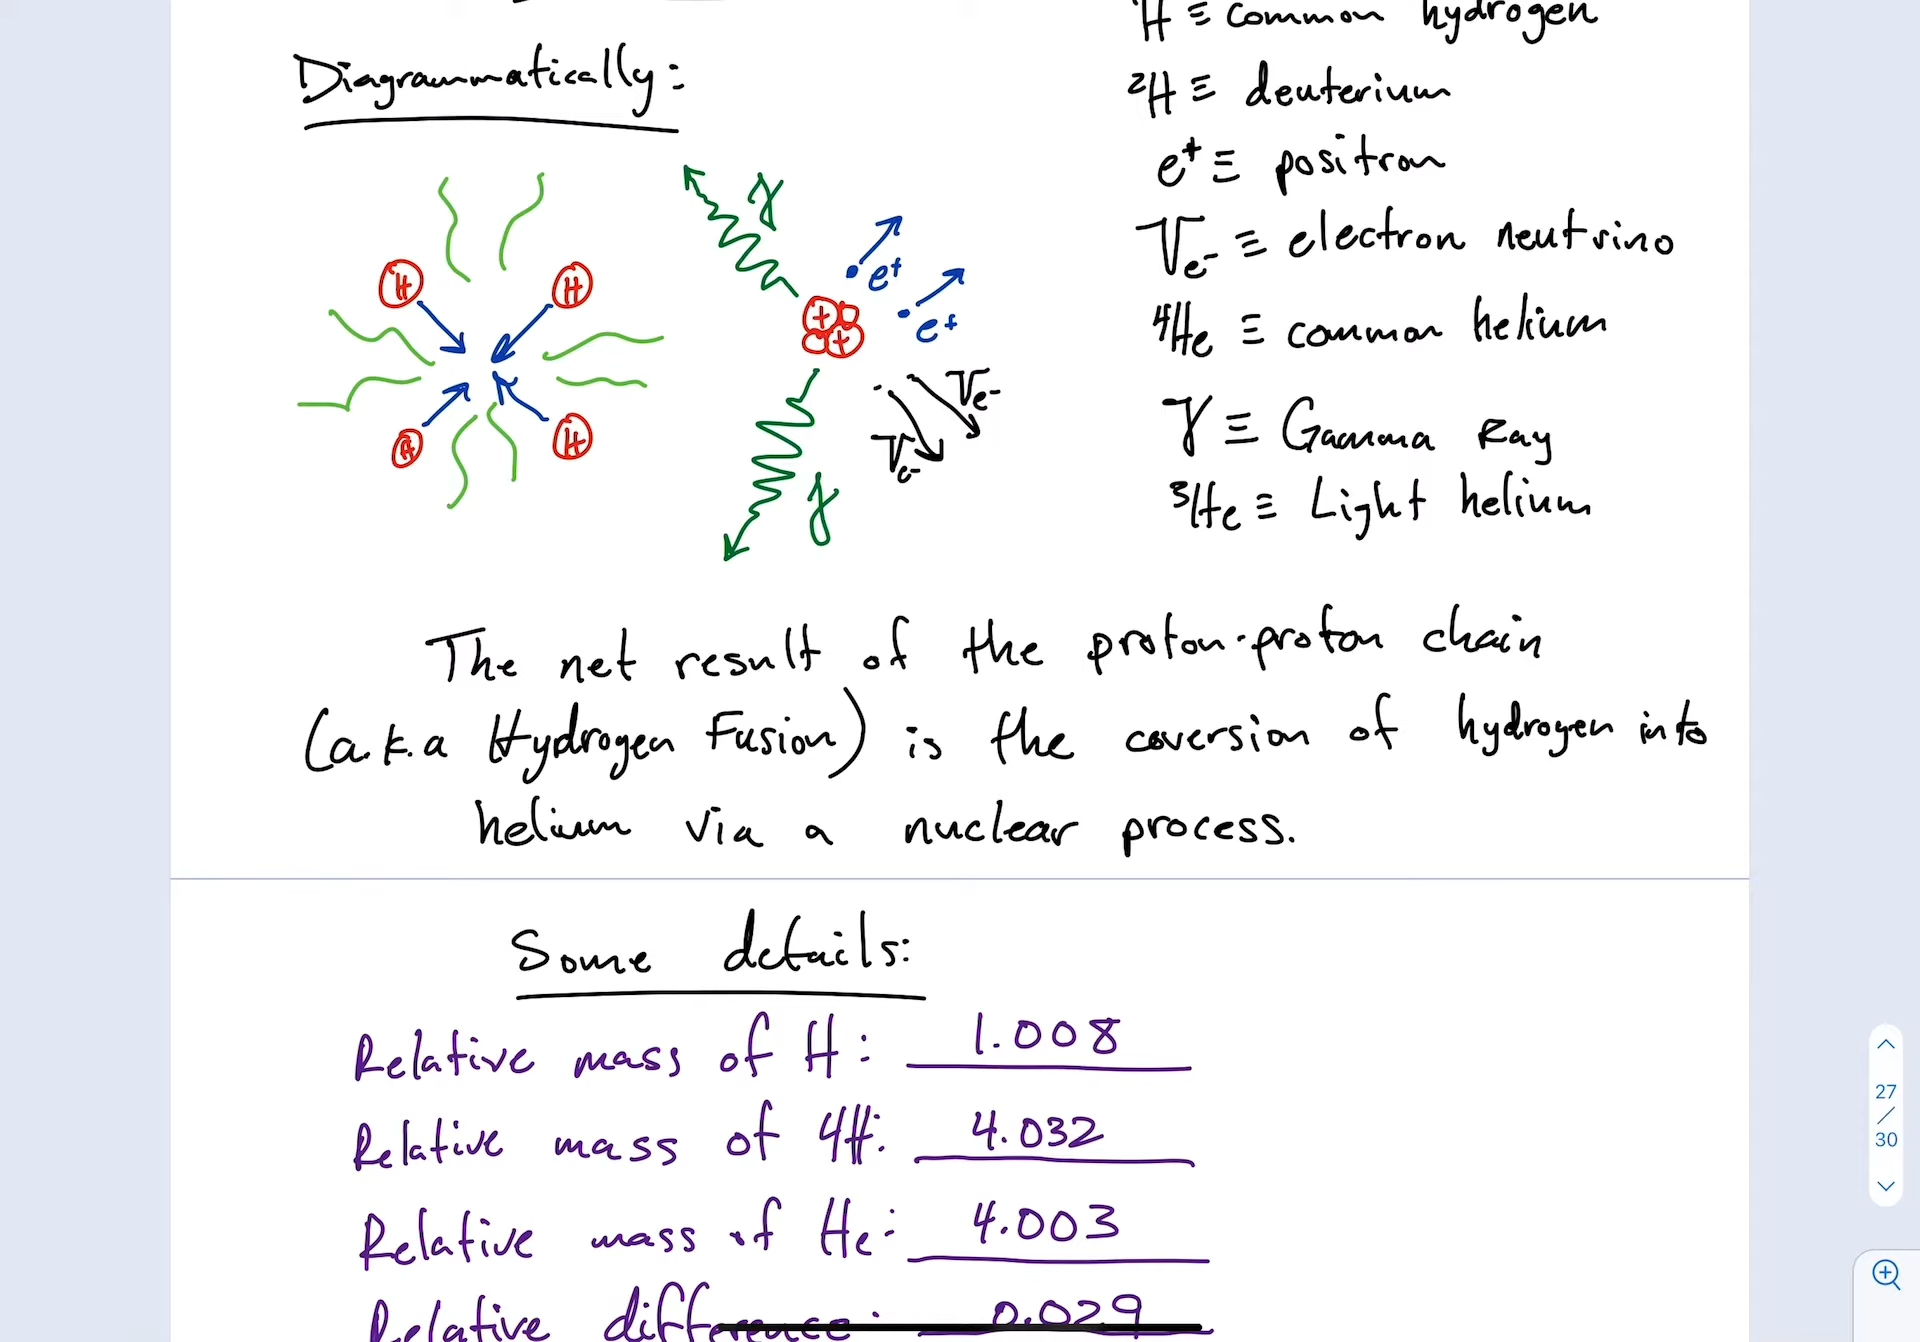 H ≡ common hydrogen
Diagrammatically:
²H ≡ deuterium
e⁺ ≡ positron
νe- ≡ electron neutrino
⁴He ≡ common helium
γ ≡ Gamma Ray
³He ≡ Light helium
H H
H H
γ
e⁺
e⁺
+
+
νe-
νe-
γ
The net result of the proton-proton chain
(a.k.a Hydrogen Fusion) is the coversion of hydrogen into
helium via a nuclear process.
Some details:
Relative mass of H: 1.008
Relative mass of 4H: 4.032
Relative mass of He: 4.003
Relative difference: 0.029
27
/
30